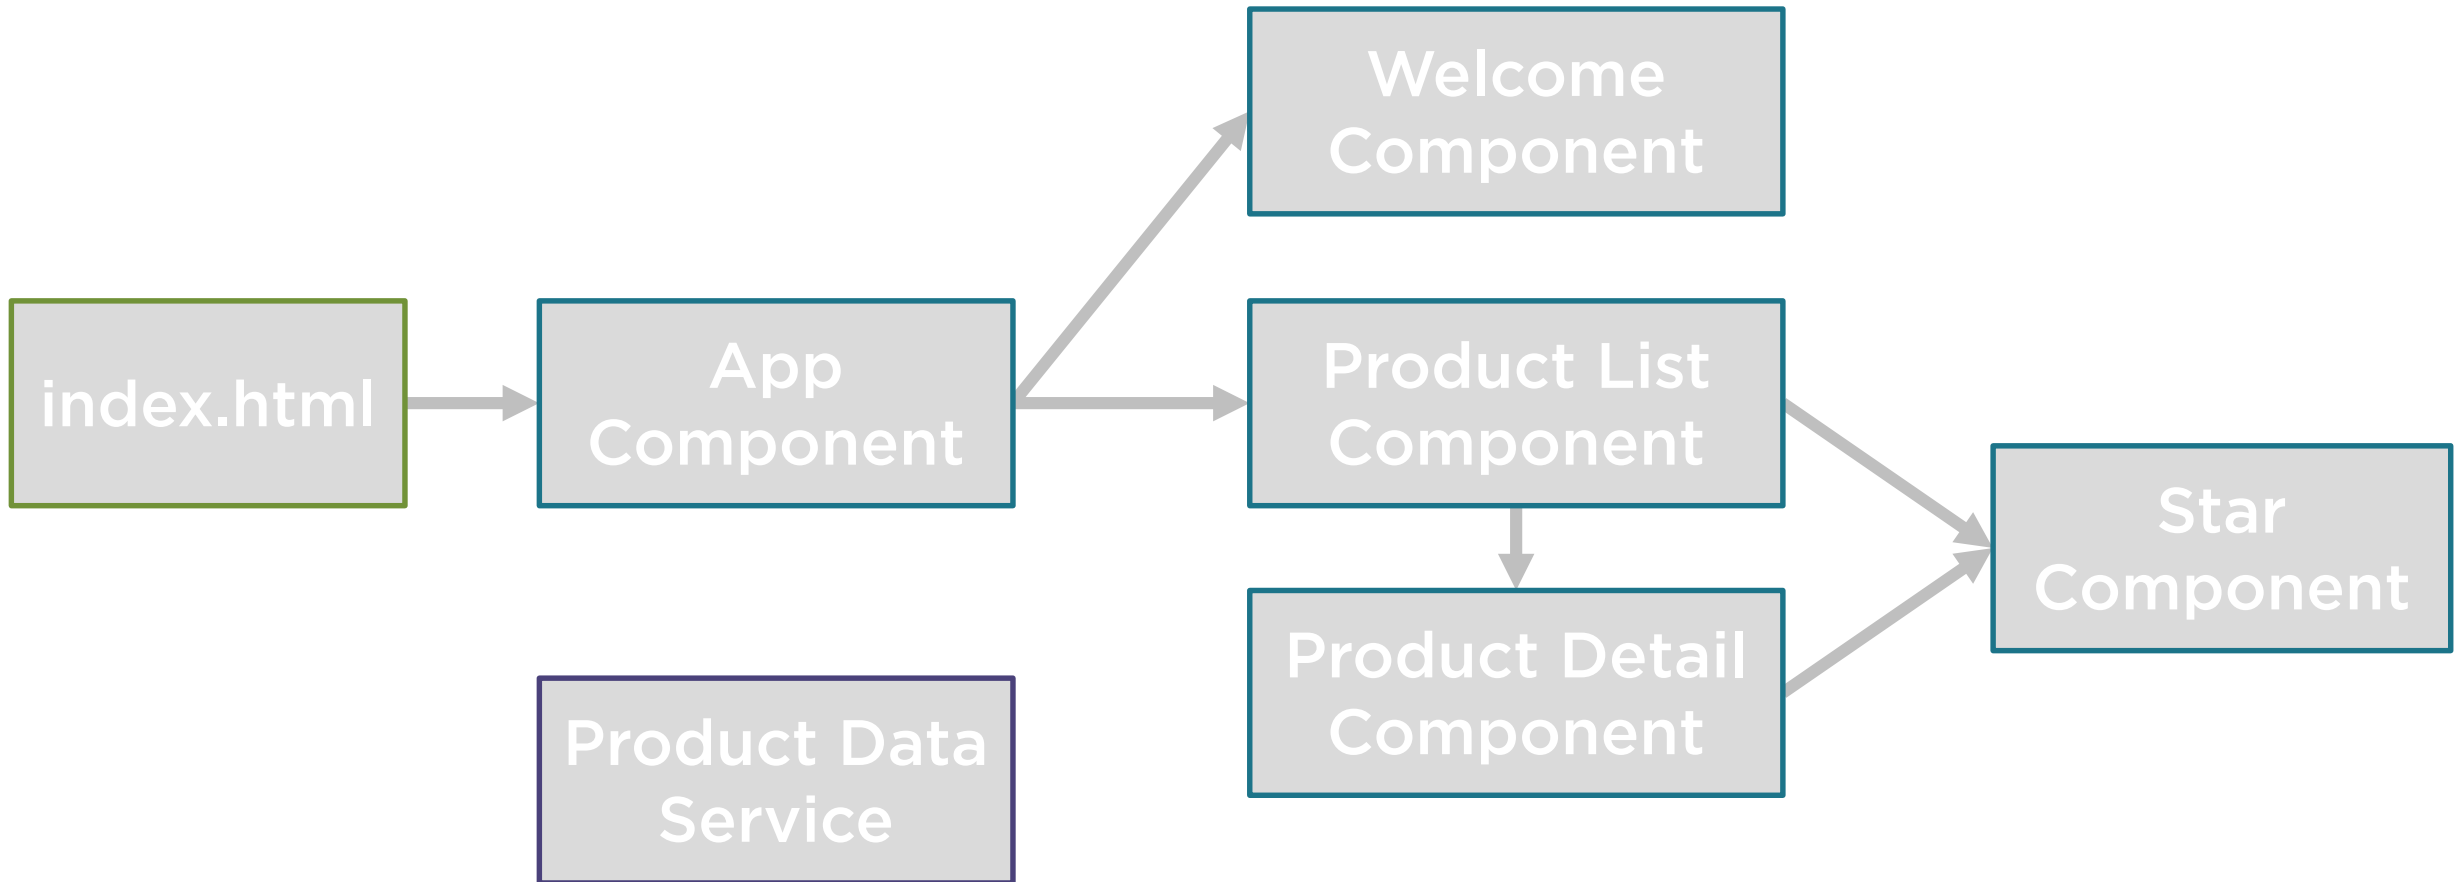 Welcome
Component
index.html
App
Component
Product List
Component
Star
Component
Product Detail
Component
Product Data
Service